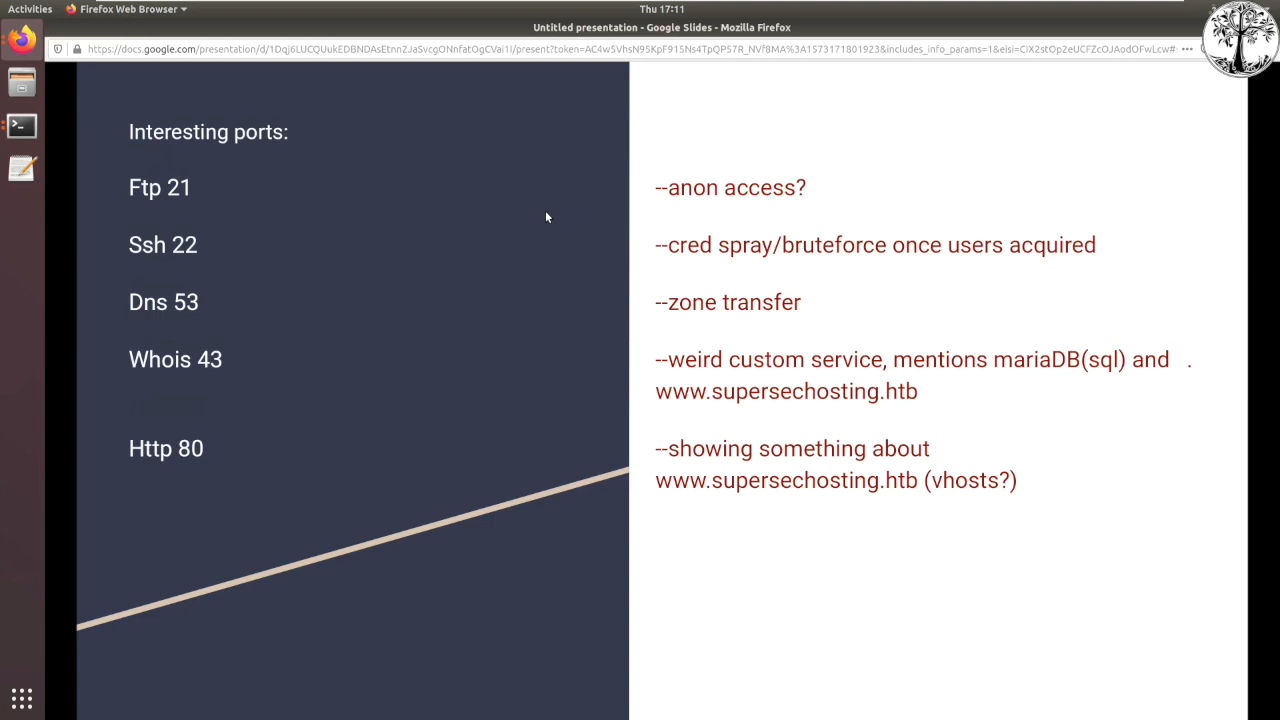 Activities
Firefox Web Browser
Thu 17:11
Untitled presentation - Google Slides - Mozilla Firefox
Interesting ports:
Ftp 21
--anon access?
Ssh 22
--cred spray/bruteforce once users acquired
Dns 53
--zone transfer
Whois 43
--weird custom service, mentions mariaDB(sql) and .
www.supersechosting.htb
Http 80
--showing something about
www.supersechosting.htb (vhosts?)